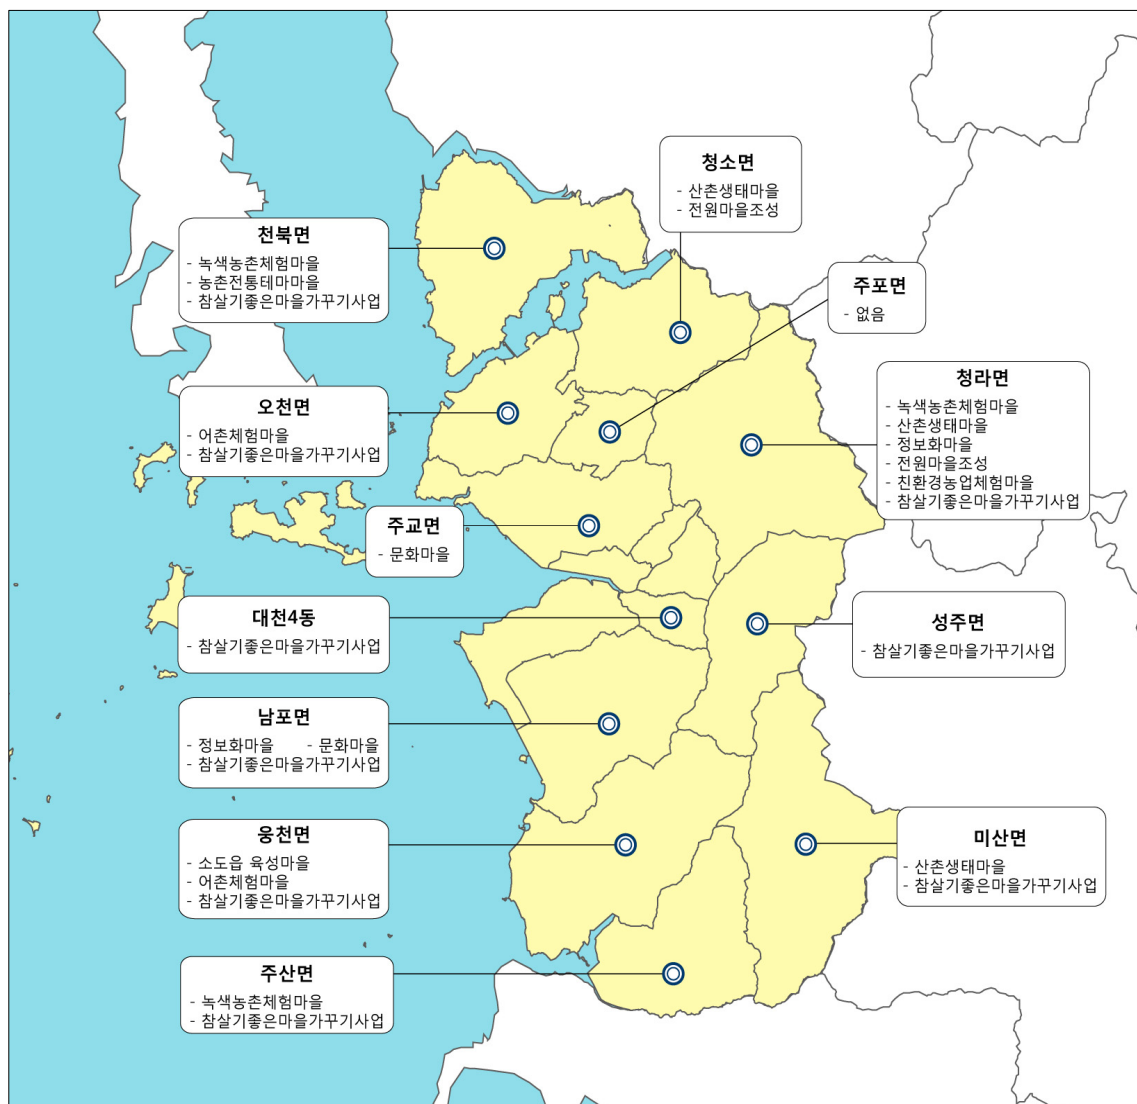 청소면
- 산촌생태마을
- 전원마을조성
천북면
- 녹색농촌체험마을
- 농촌전통테마마을
- 참살기좋은마을가꾸기사업
주포면
- 없음
청라면
- 녹색농촌체험마을
- 산촌생태마을
- 정보화마을
- 전원마을조성
- 친환경농업체험마을
- 참살기좋은마을가꾸기사업
오천면
- 어촌체험마을
- 참살기좋은마을가꾸기사업
주교면
- 문화마을
대천4동
- 참살기좋은마을가꾸기사업
성주면
- 참살기좋은마을가꾸기사업
남포면
- 정보화마을 - 문화마을
- 참살기좋은마을가꾸기사업
웅천면
- 소도읍 육성마을
- 어촌체험마을
- 참살기좋은마을가꾸기사업
미산면
- 산촌생태마을
- 참살기좋은마을가꾸기사업
주산면
- 녹색농촌체험마을
- 참살기좋은마을가꾸기사업